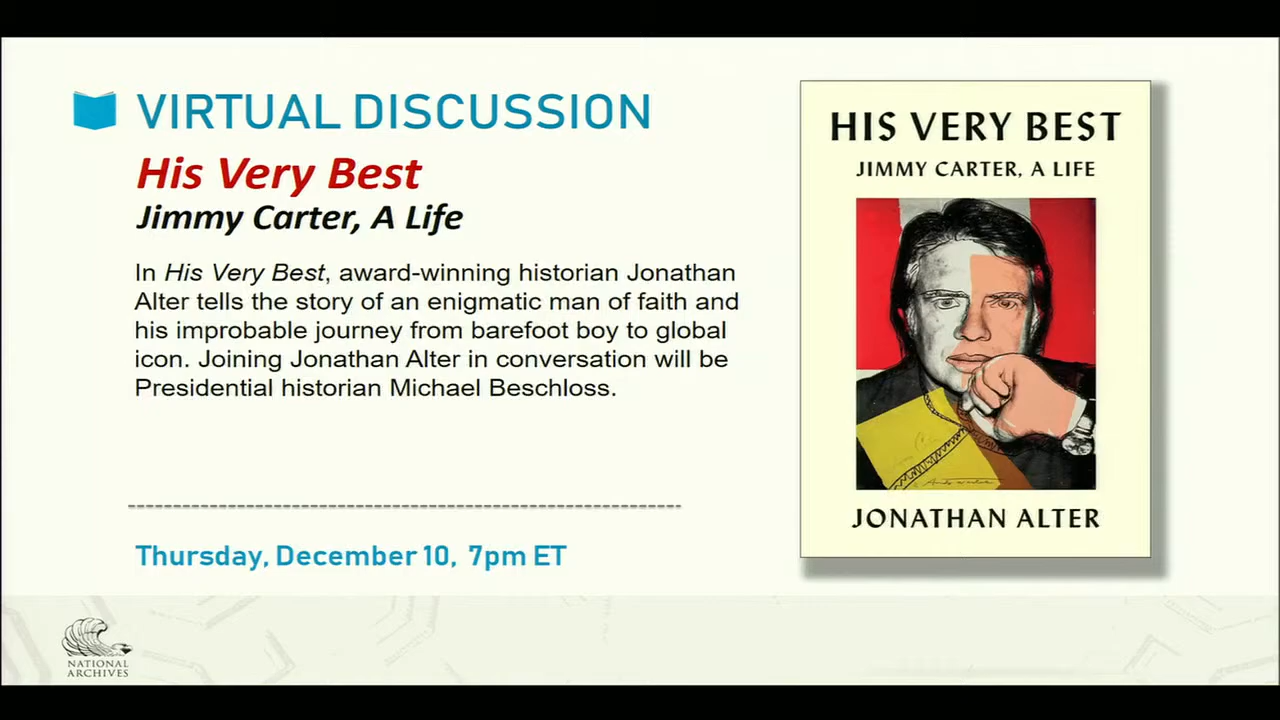 VIRTUAL DISCUSSION
His Very Best
Jimmy Carter, A Life
In His Very Best, award-winning historian Jonathan
Alter tells the story of an enigmatic man of faith and
his improbable journey from barefoot boy to global
icon. Joining Jonathan Alter in conversation will be
Presidential historian Michael Beschloss.
Thursday, December 10, 7pm ET
NATIONAL
ARCHIVES
HIS VERY BEST
JIMMY CARTER, A LIFE
JONATHAN ALTER